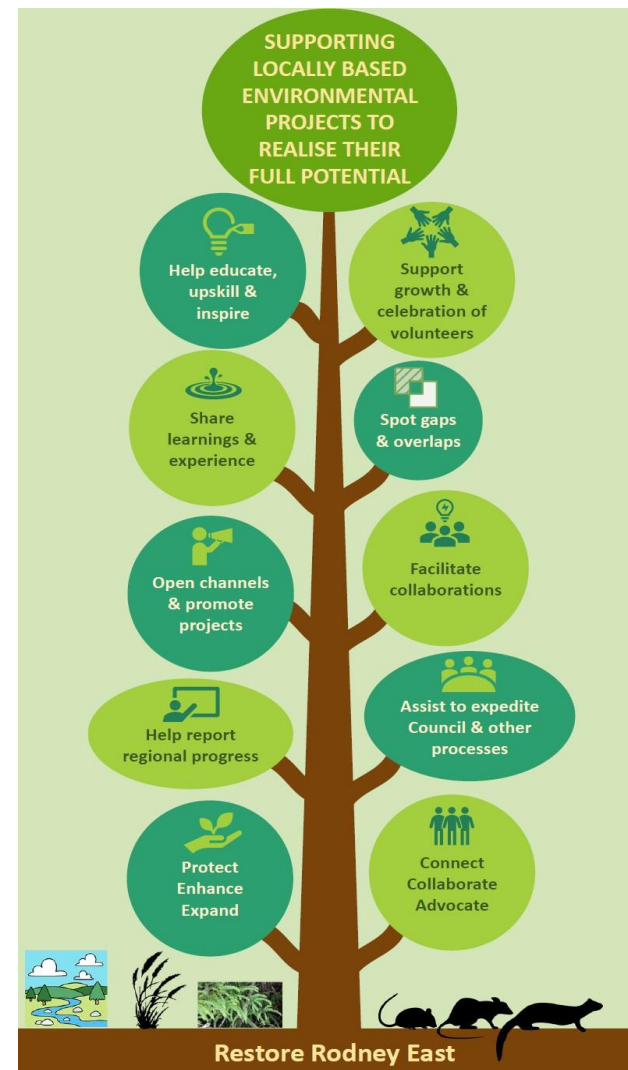 SUPPORTING
LOCALLY BASED
ENVIRONMENTAL
PROJECTS TO
REALISE THEIR
FULL POTENTIAL
Help educate,
upskill &
inspire
Support
growth &
celebration of
volunteers
Share
learnings &
experience
Spot gaps
& overlaps
Open channels
& promote
projects
Facilitate
collaborations
Help report
regional progress
Assist to expedite
Council & other
processes
Protect
Enhance
Expand
Connect
Collaborate
Advocate
Restore Rodney East